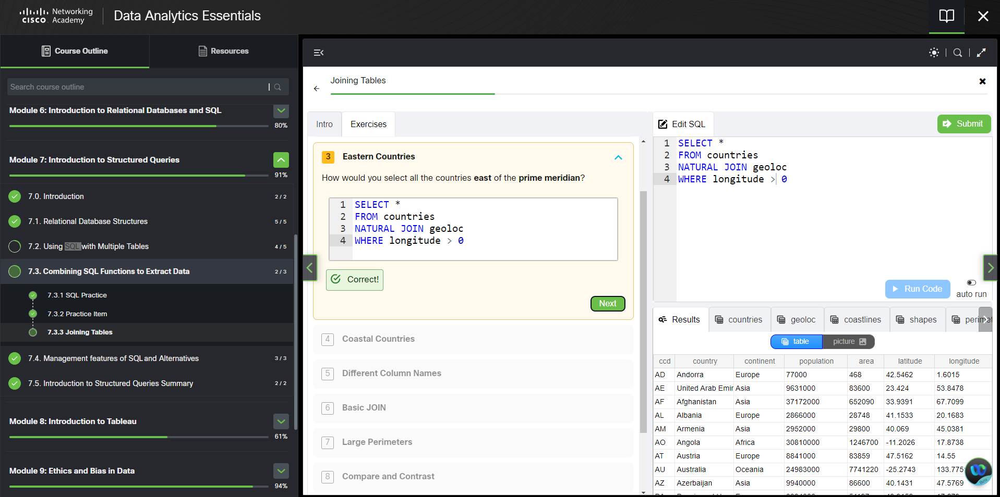 Networking
CISCO Academy
Data Analytics Essentials
Course Outline
Resources
Search course outline
Module 6: Introduction to Relational Databases and SQL
80%
Module 7: Introduction to Structured Queries
91%
7.0. Introduction
2 / 2
7.1. Relational Database Structures
5 / 5
7.2. Using SQL with Multiple Tables
4 / 5
7.3. Combining SQL Functions to Extract Data
2 / 3
7.3.1 SQL Practice
7.3.2 Practice Item
7.3.3 Joining Tables
7.4. Management features of SQL and Alternatives
3 / 3
7.5. Introduction to Structured Queries Summary
2 / 2
Module 8: Introduction to Tableau
61%
Module 9: Ethics and Bias in Data
94%
Joining Tables
Intro
Exercises
3 Eastern Countries
How would you select all the countries east of the prime meridian?
1 SELECT *
2 FROM countries
3 NATURAL JOIN geoloc
4 WHERE longitude > 0
Correct!
Next
4 Coastal Countries
5 Different Column Names
6 Basic JOIN
7 Large Perimeters
8 Compare and Contrast
Edit SQL
Submit
1 SELECT *
2 FROM countries
3 NATURAL JOIN geoloc
4 WHERE longitude > 0
Run Code
auto run
Results countries geoloc coastlines shapes
table picture
ccd country continent population area latitude longitude
AD Andorra Europe 77000 468 42.5462 1.6015
AE United Arab Emir Asia 9631000 83600 23.424 53.8478
AF Afghanistan Asia 37172000 652090 33.9391 67.7099
AL Albania Europe 2866000 28748 41.1533 20.1683
AM Armenia Asia 2952000 29800 40.069 45.0381
AO Angola Africa 30810000 1246700 -11.2026 17.8738
AT Austria Europe 8841000 83859 47.5162 14.55
AU Australia Oceania 24983000 7741220 -25.2743 133.775
AZ Azerbaijan Asia 9940000 86600 40.1431 47.5769
Beta